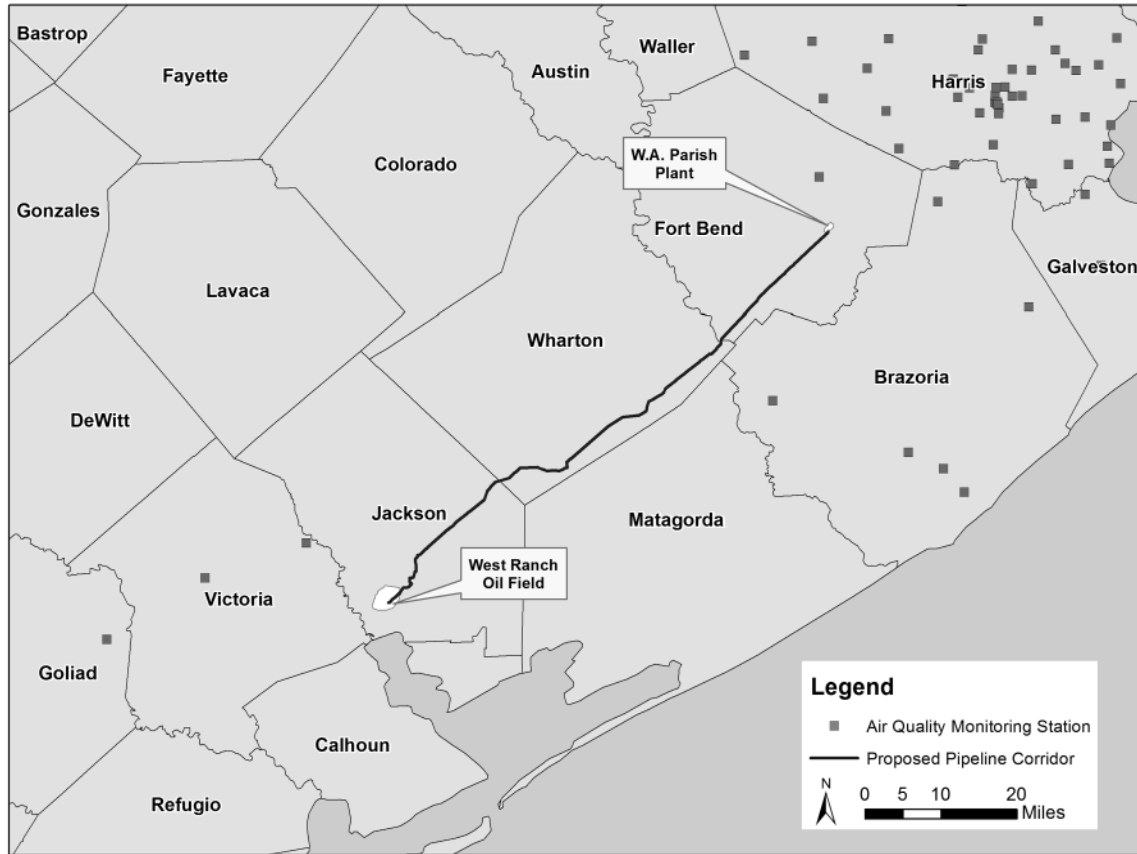 Bastrop
Fayette
Austin
Waller
Harris
Colorado
W.A. Parish
Plant
Gonzales
Fort Bend
Galveston
Lavaca
Wharton
Brazoria
DeWitt
Jackson
Matagorda
West Ranch
Oil Field
Victoria
Goliad
Calhoun
Refugio
Legend
Air Quality Monitoring Station
Proposed Pipeline Corridor
N
0 5 10 20
Miles